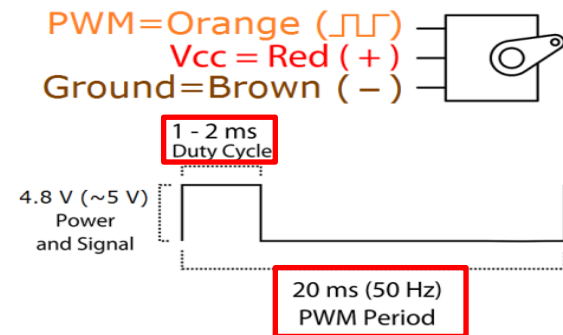 PWM=Orange (⎍⎍)
Vcc = Red ( + )
Ground=Brown ( − )
1 - 2 ms
Duty Cycle
4.8 V (~5 V)
Power
and Signal
20 ms (50 Hz)
PWM Period